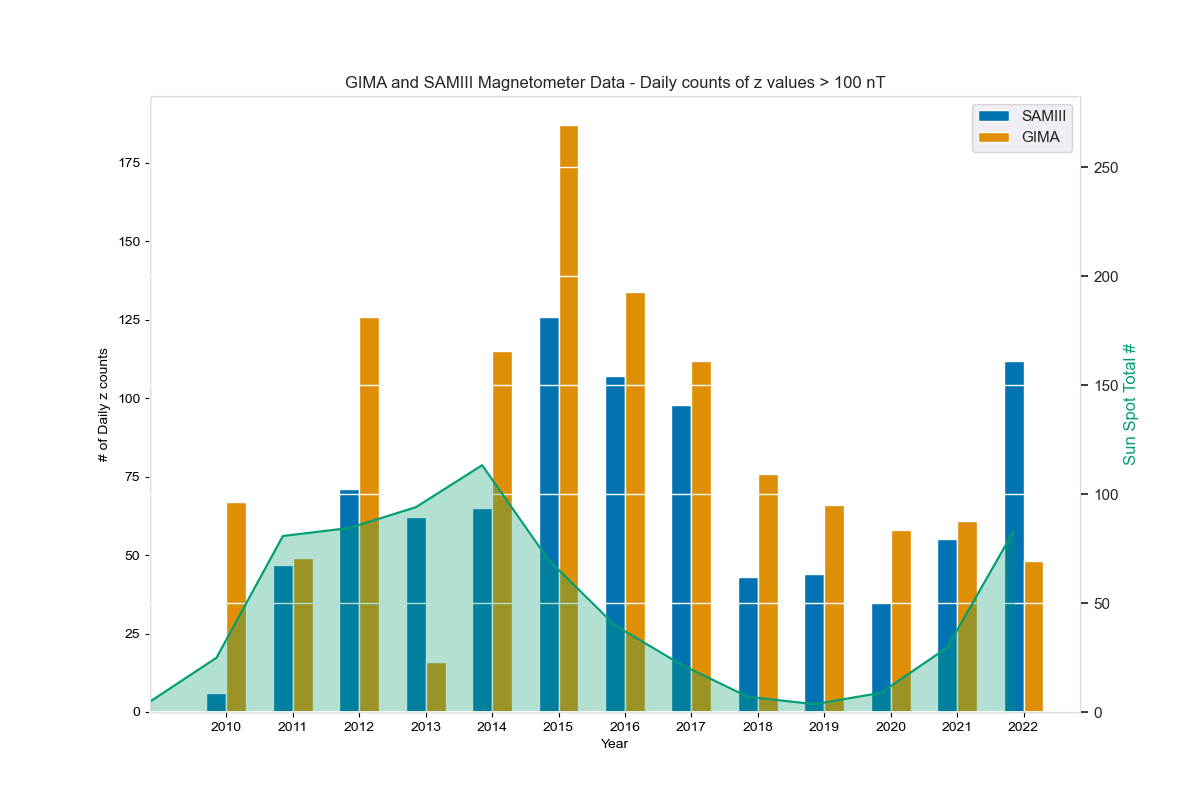 GIMA and SAMIII Magnetometer Data - Daily counts of z values > 100 nT
SAMIII
GIMA
175
150
125
100
75
50
25
0
# of Daily z counts
250
200
150
100
50
0
Sun Spot Total #
2010 2011 2012 2013 2014 2015 2016 2017 2018 2019 2020 2021 2022
Year